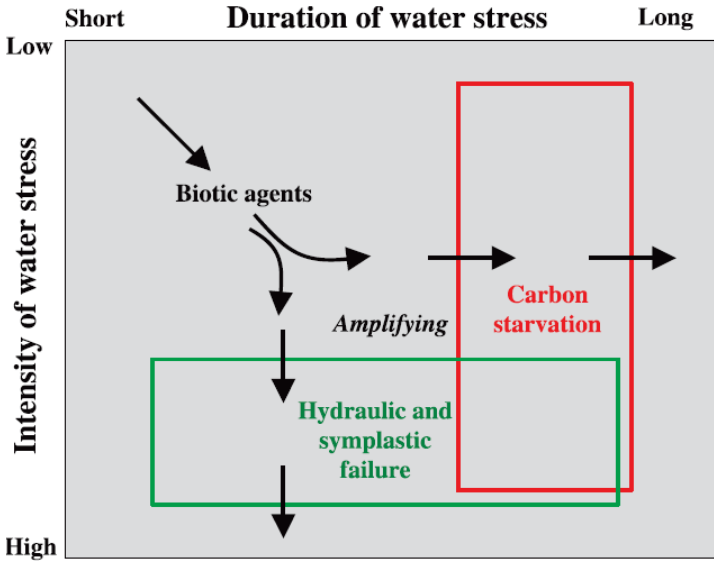 Short
Duration of water stress
Long
Low
Intensity of water stress
Biotic agents
Amplifying
Carbon
starvation
Hydraulic and
symplastic
failure
High